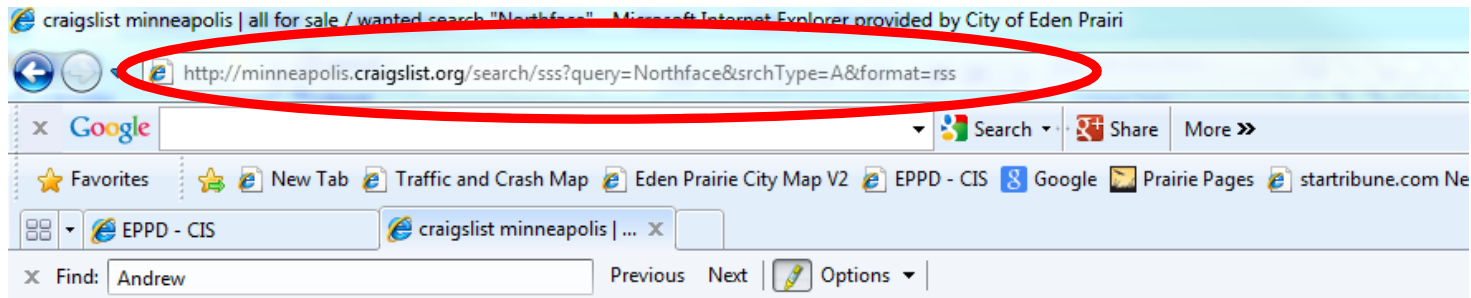 craigslist minneapolis | all for sale / wanted search "Northface" - Microsoft Internet Explorer provided by City of Eden Prairi
http://minneapolis.craigslist.org/search/sss?query=Northface&srchType=A&format=rss
x Google Search Share More »
Favorites New Tab Traffic and Crash Map Eden Prairie City Map V2 EPPD - CIS Google Prairie Pages startribune.com Ne
EPPD - CIS craigslist minneapolis | ... x
x Find: Andrew Previous Next Options